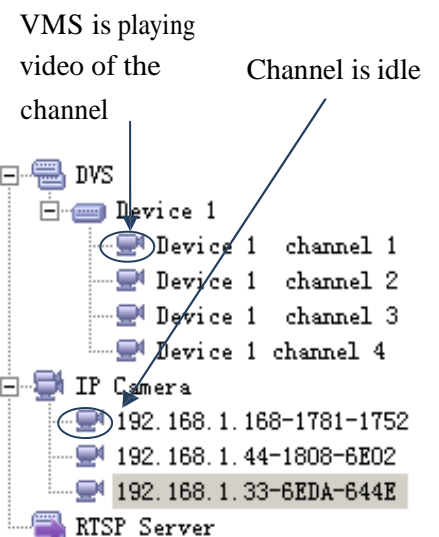 VMS is playing
video of the
channel
Channel is idle
DVS
Device 1
Device 1 channel 1
Device 1 channel 2
Device 1 channel 3
Device 1 channel 4
IP Camera
192.168.1.168-1781-1752
192.168.1.44-1808-6E02
192.168.1.33-6EDA-644E
RTSP Server